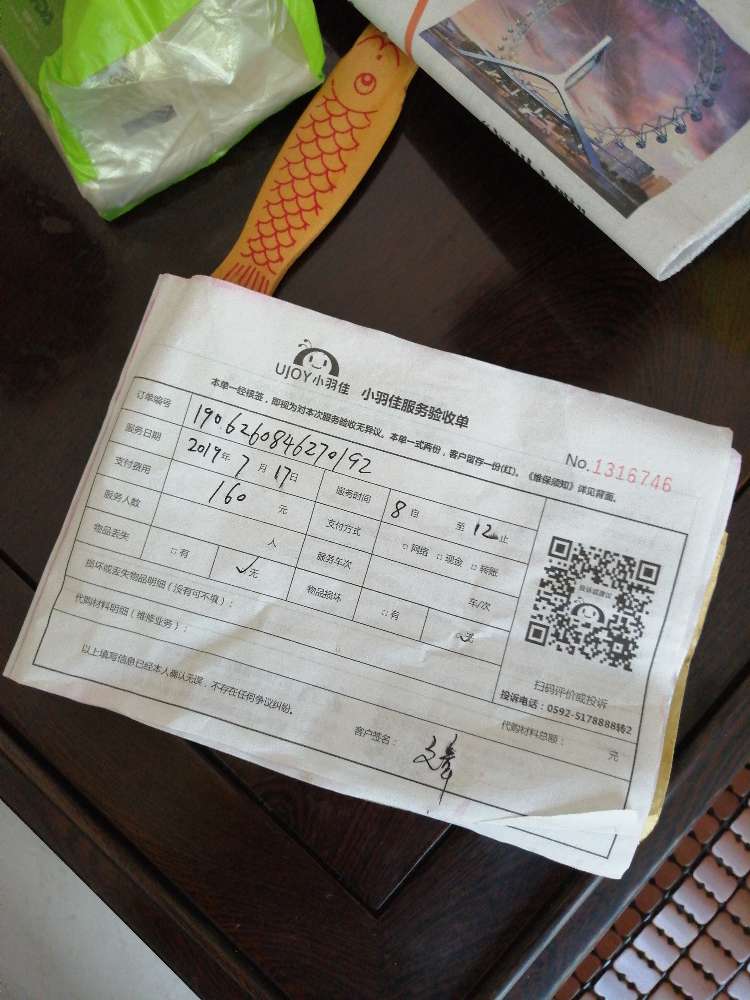 UJOY小羽佳 小羽佳服务验收单
本单一经核签，即视为对本次服务验收无异议。本单一式两份，客户留存一份(红)。《维保须知》详见背面。
No.1316746
订单编号 1906260846270192
服务日期 2019年7月17日 服务时间 8自 至 12止
支付费用 160 元 支付方式 □网络 □现金 □转账
服务人数 人 服务车次 车/次
物品丢失 □有 ✓无 物品损坏 □有 ✓无
损坏或丢失物品明细（没有可不填）：
代购材料明细（维修业务）：
投诉或建议
扫码评价或投诉
投诉电话：0592-5178888转2
代购材料总额： 元
以上填写信息已经本人确认无误，不存在任何争议纠纷。
客户签名：